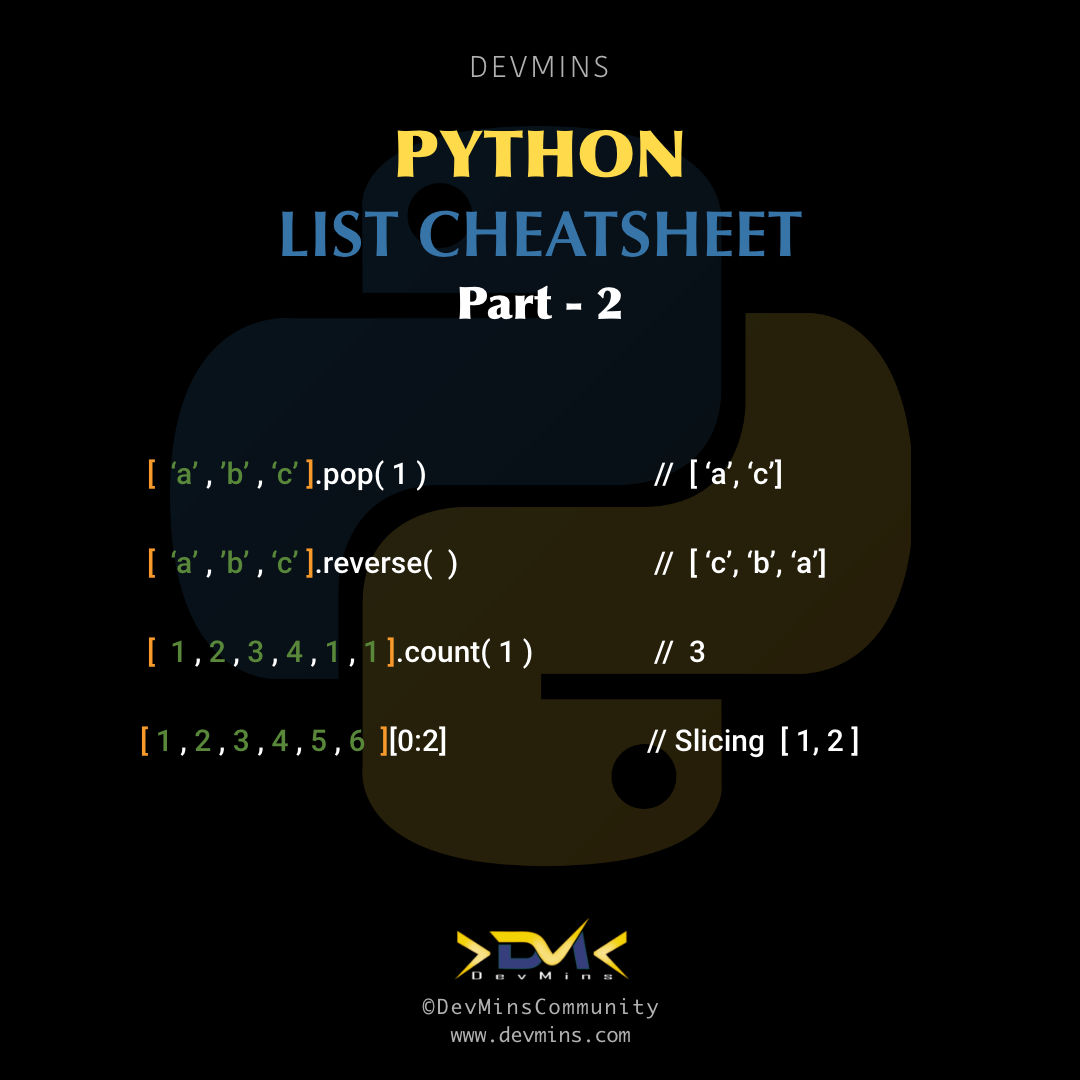 DEVMINS
PYTHON
LIST CHEATSHEET
Part - 2
[ ‘a’ , ’b’ , ‘c’ ].pop( 1 ) // [ ‘a’, ‘c’]
[ ‘a’ , ’b’ , ‘c’ ].reverse( ) // [ ‘c’, ‘b’, ‘a’]
[ 1 , 2 , 3 , 4 , 1 , 1 ].count( 1 ) // 3
[ 1 , 2 , 3 , 4 , 5 , 6 ][0:2] // Slicing [ 1, 2 ]
DM
DevMins
©DevMinsCommunity
www.devmins.com